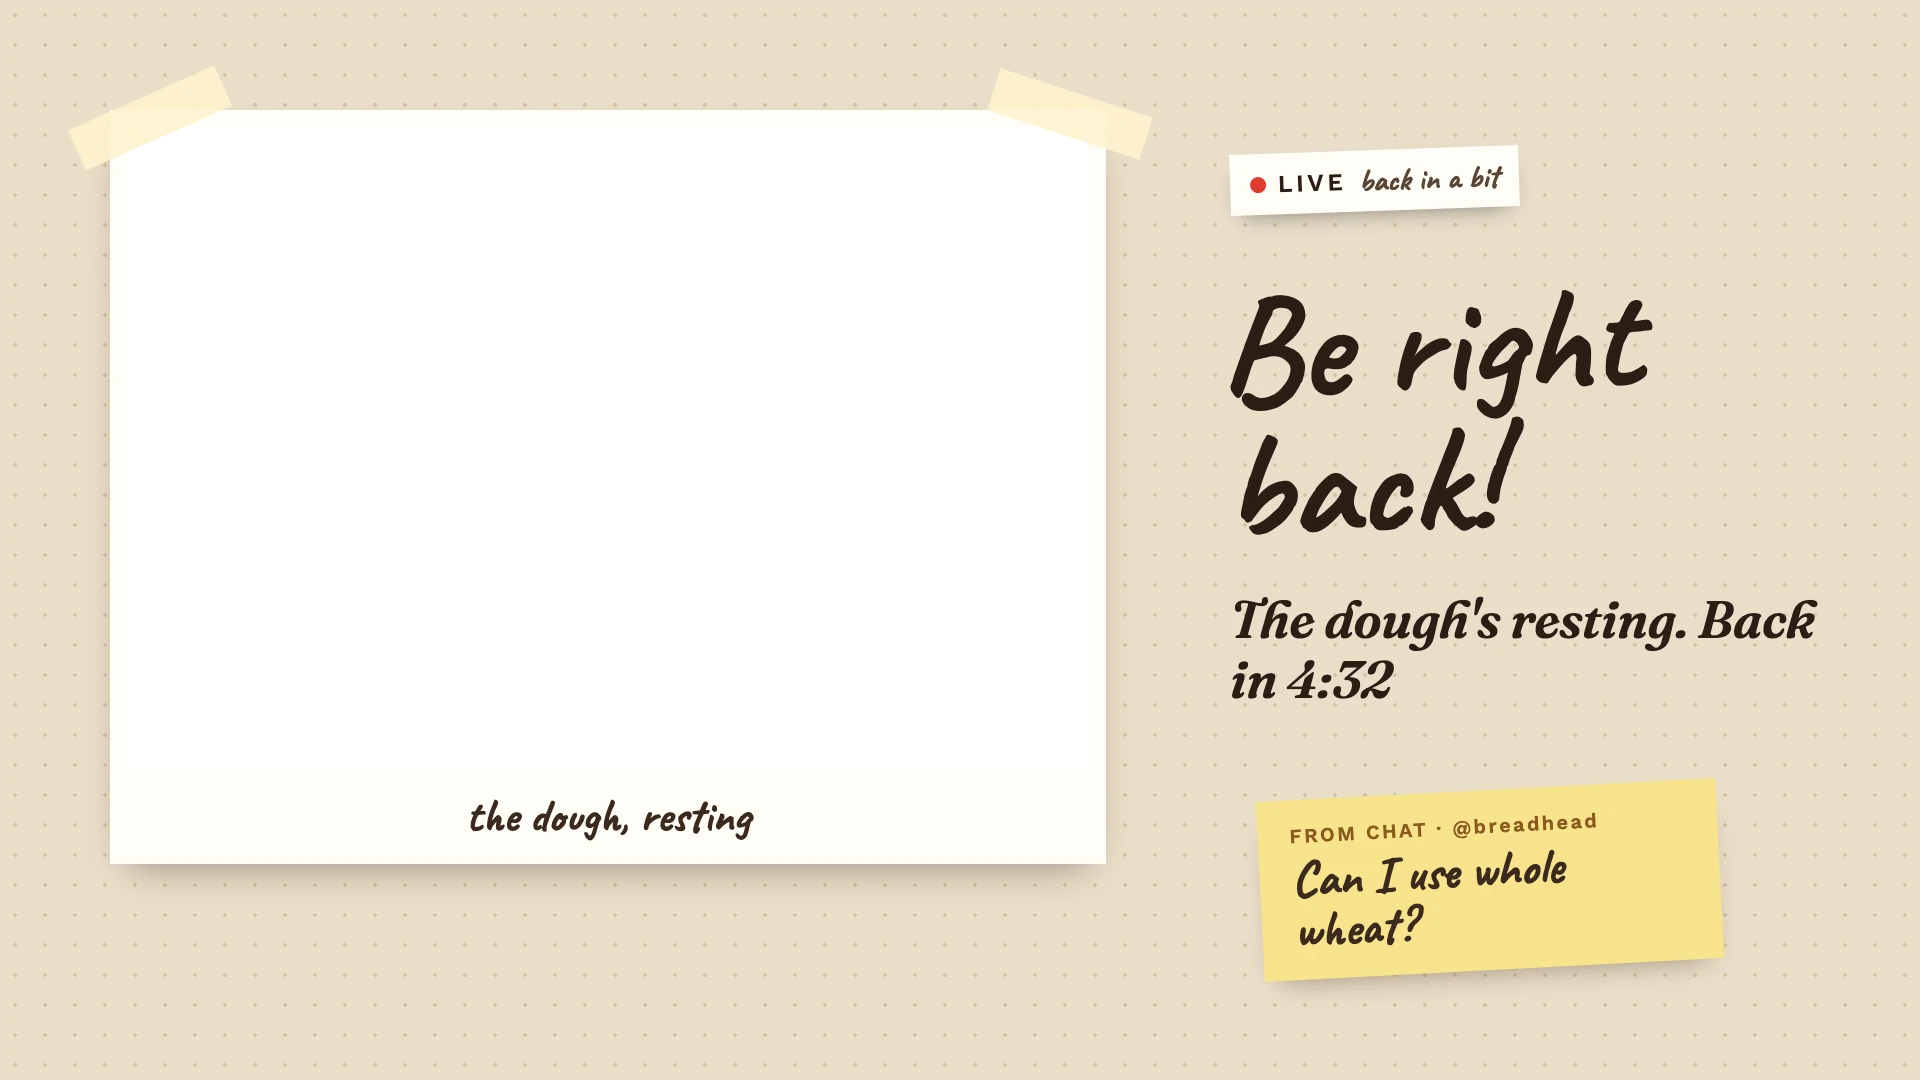 the dough, resting
LIVE back in a bit
Be right
back!
The dough's resting. Back
in 4:32
FROM CHAT · @breadhead
Can I use whole
wheat?